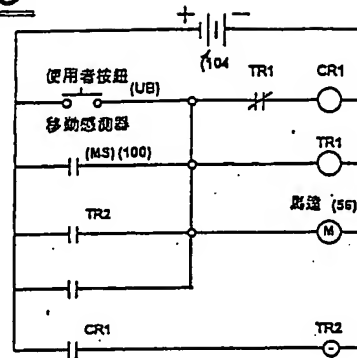 + −
(104
TR1
CR1
使用者按鈕
(UB)
移動感測器
(MS) (100)
TR1
TR2
馬達 (56)
M
CR1
TR2